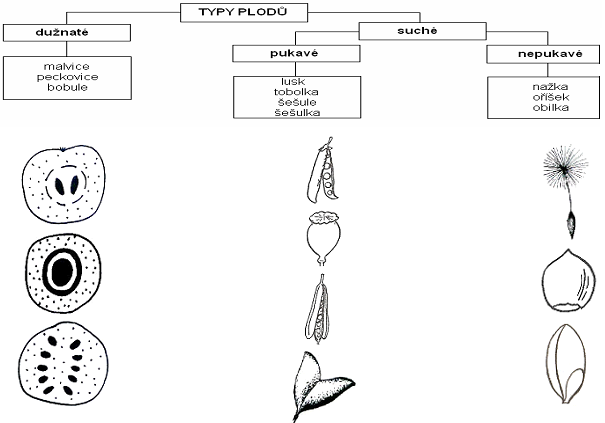 TYPY PLODŮ
dužnaté
malvice
peckovice
bobule
suché
pukavé
lusk
tobolka
šešule
šešulka
nepukavé
nažka
oříšek
obilka